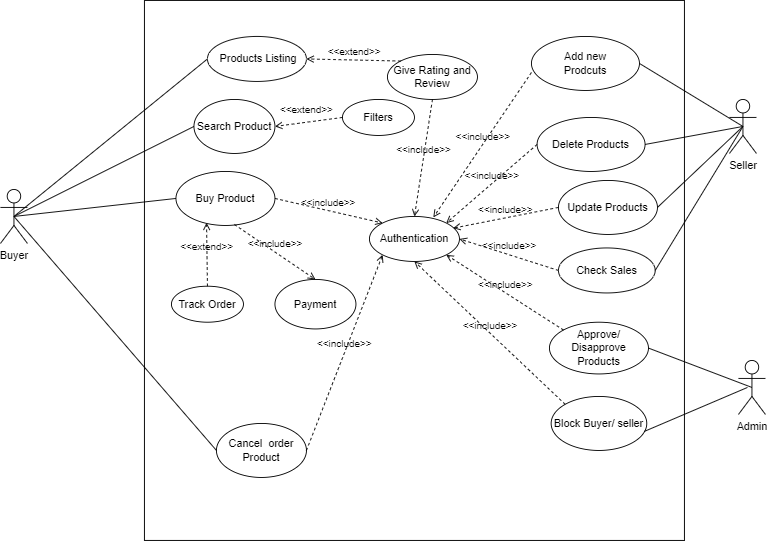 Products Listing
<<extend>>
Give Rating and
Review
Add new
Prodcuts
Search Product
<<extend>>
Filters
<<include>>
<<include>>
Delete Products
Seller
Buy Product
<<include>>
<<include>>
<<include>>
Update Products
Buyer
<<extend>>
<<include>>
Authentication
<<include>>
Check Sales
Track Order
Payment
<<include>>
<<include>>
<<include>>
Approve/
Disapprove
Products
Cancel order
Product
Block Buyer/ seller
Admin